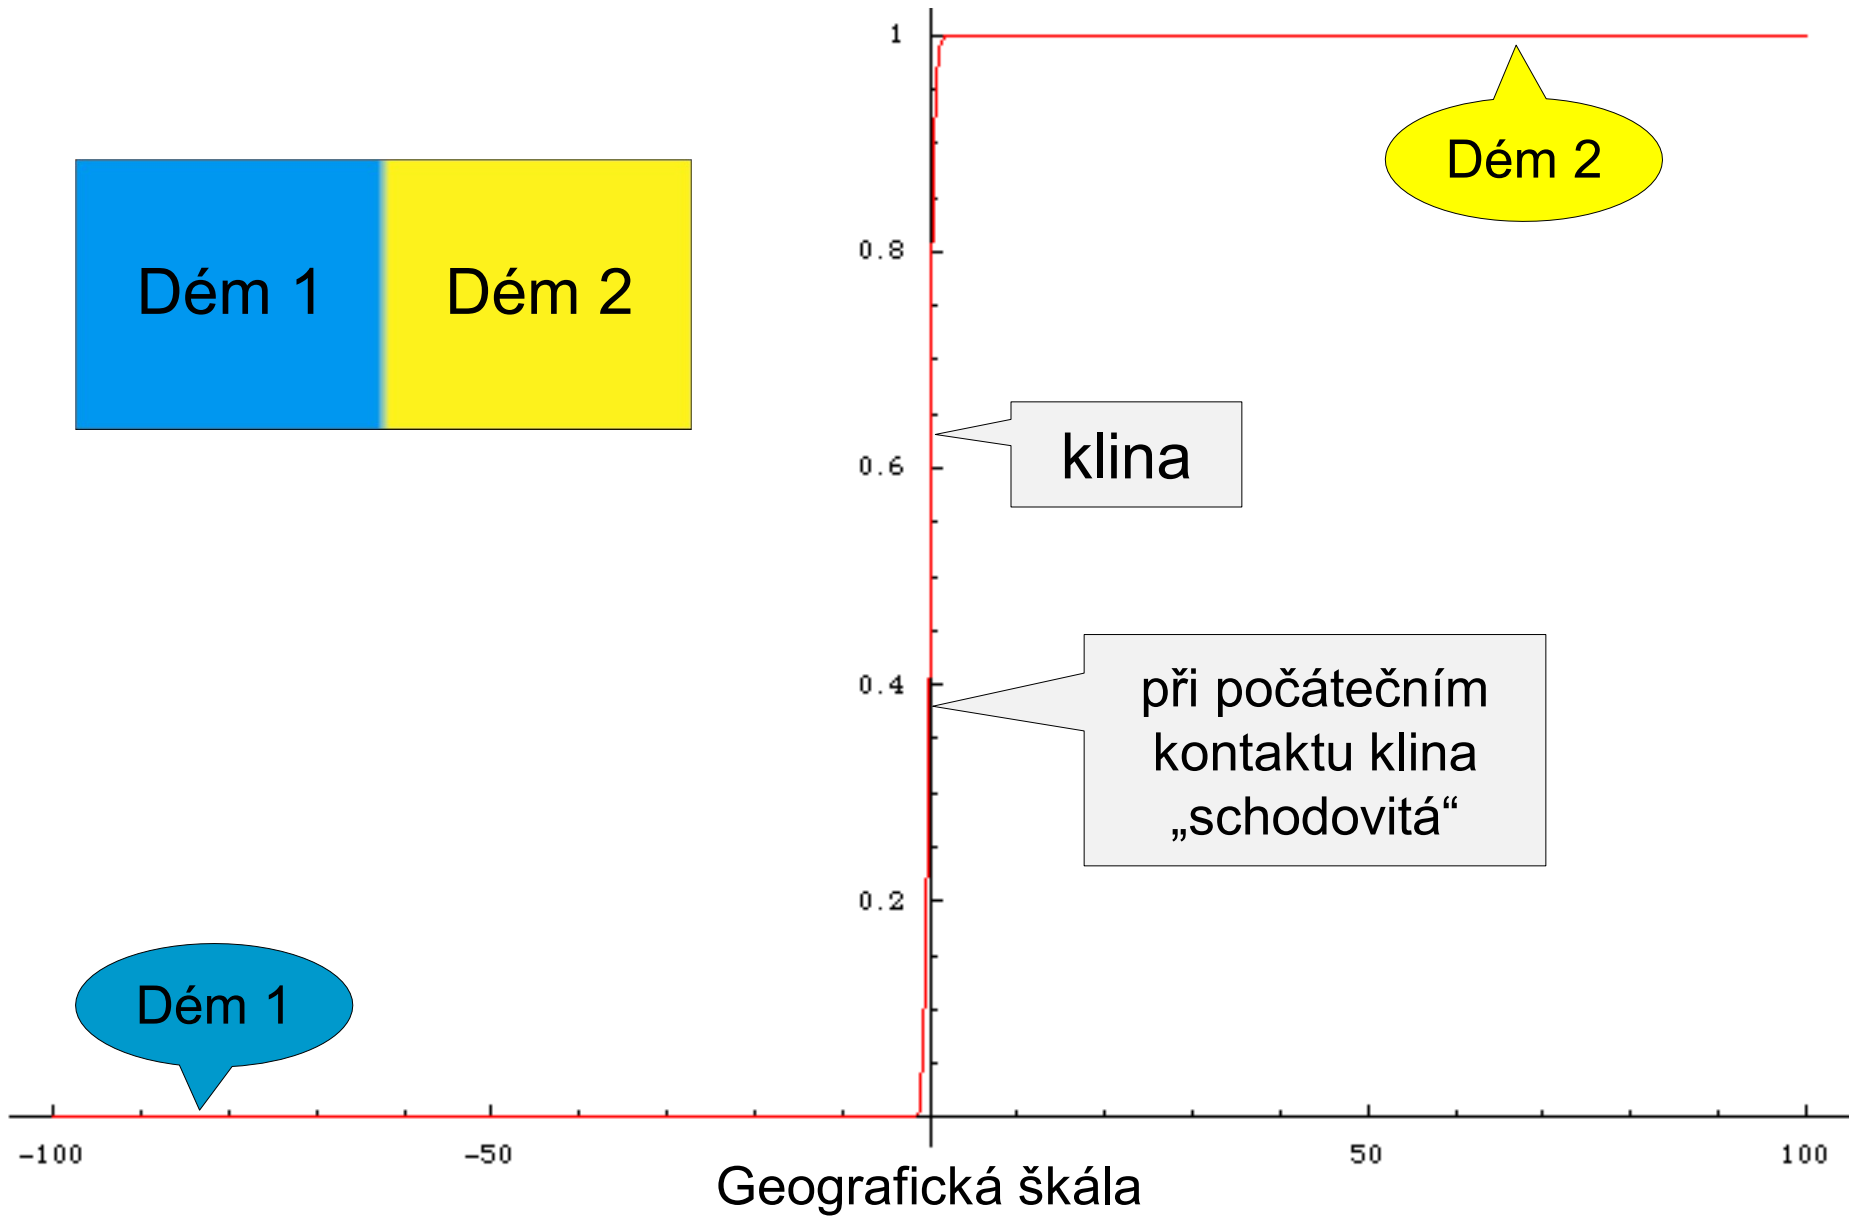 1
Dém 2
Dém 1 Dém 2
0.8
klina
0.6
při počátečním
kontaktu klina
„schodovitá“
0.4
0.2
Dém 1
-100 -50 50 100
Geografická škála